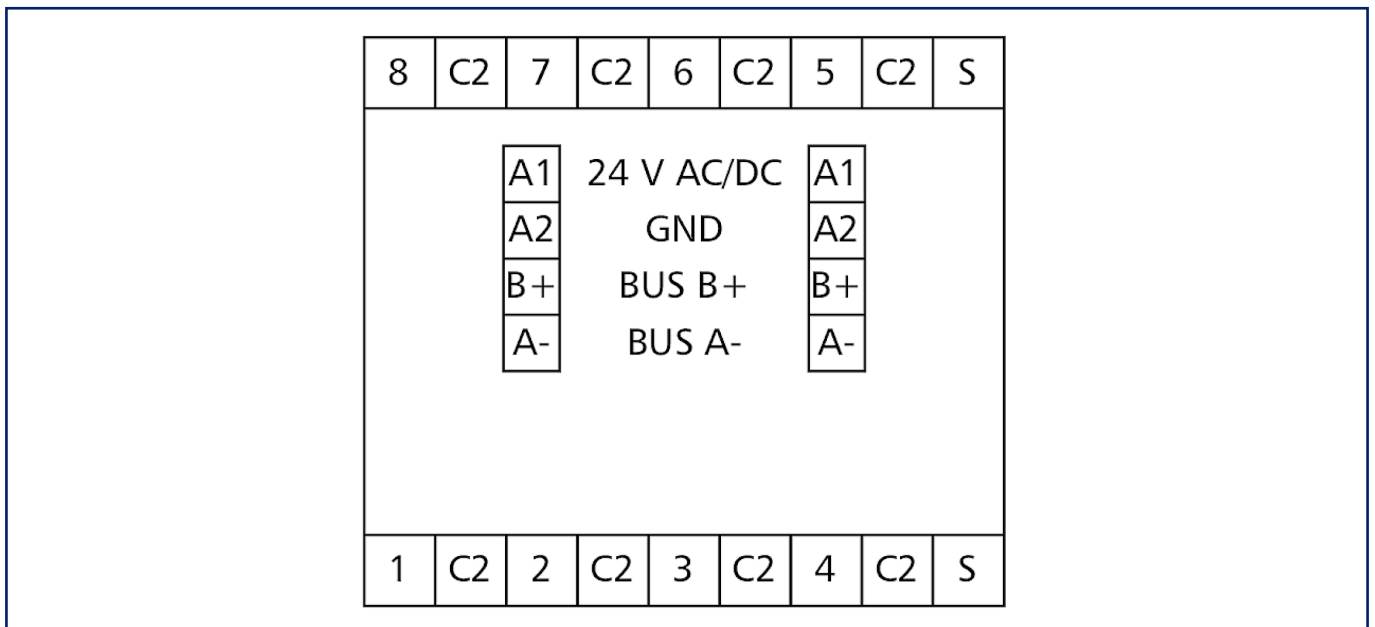 8 C2 7 C2 6 C2 5 C2 S
A1 24 V AC/DC A1
A2 GND A2
B+ BUS B+ B+
A- BUS A- A-
1 C2 2 C2 3 C2 4 C2 S